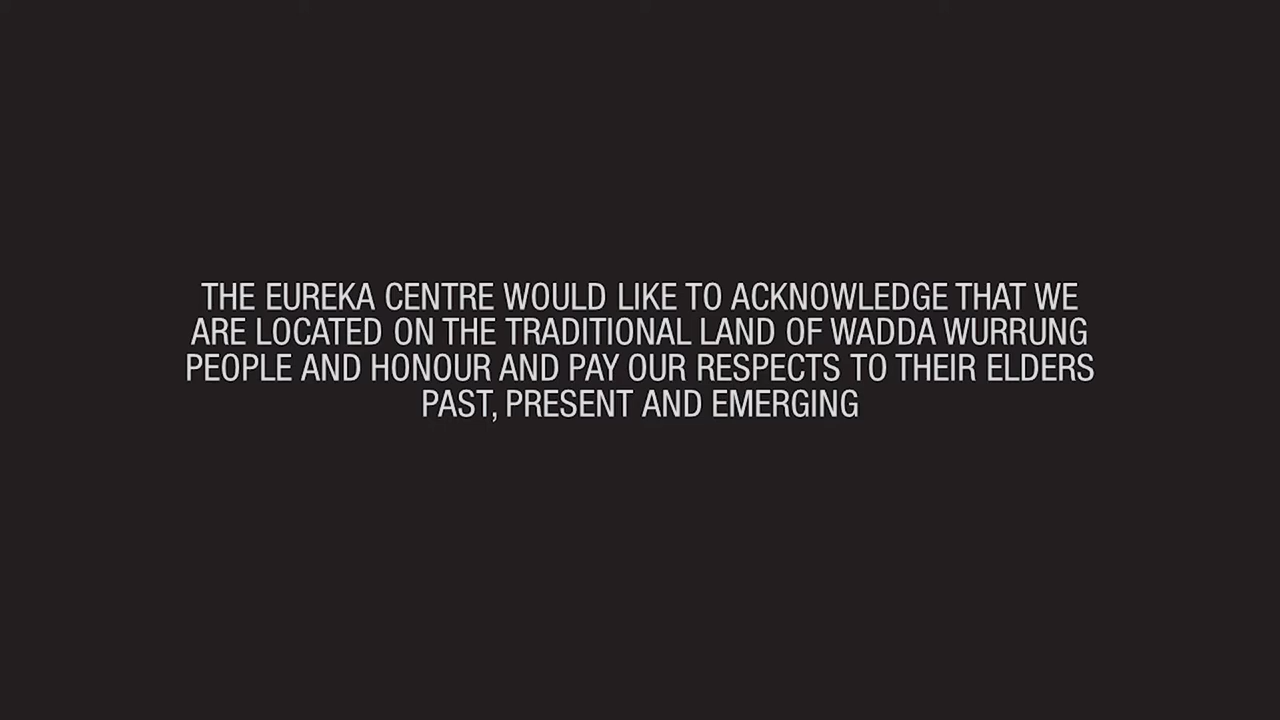 THE EUREKA CENTRE WOULD LIKE TO ACKNOWLEDGE THAT WE
ARE LOCATED ON THE TRADITIONAL LAND OF WADDA WURRUNG
PEOPLE AND HONOUR AND PAY OUR RESPECTS TO THEIR ELDERS
PAST, PRESENT AND EMERGING